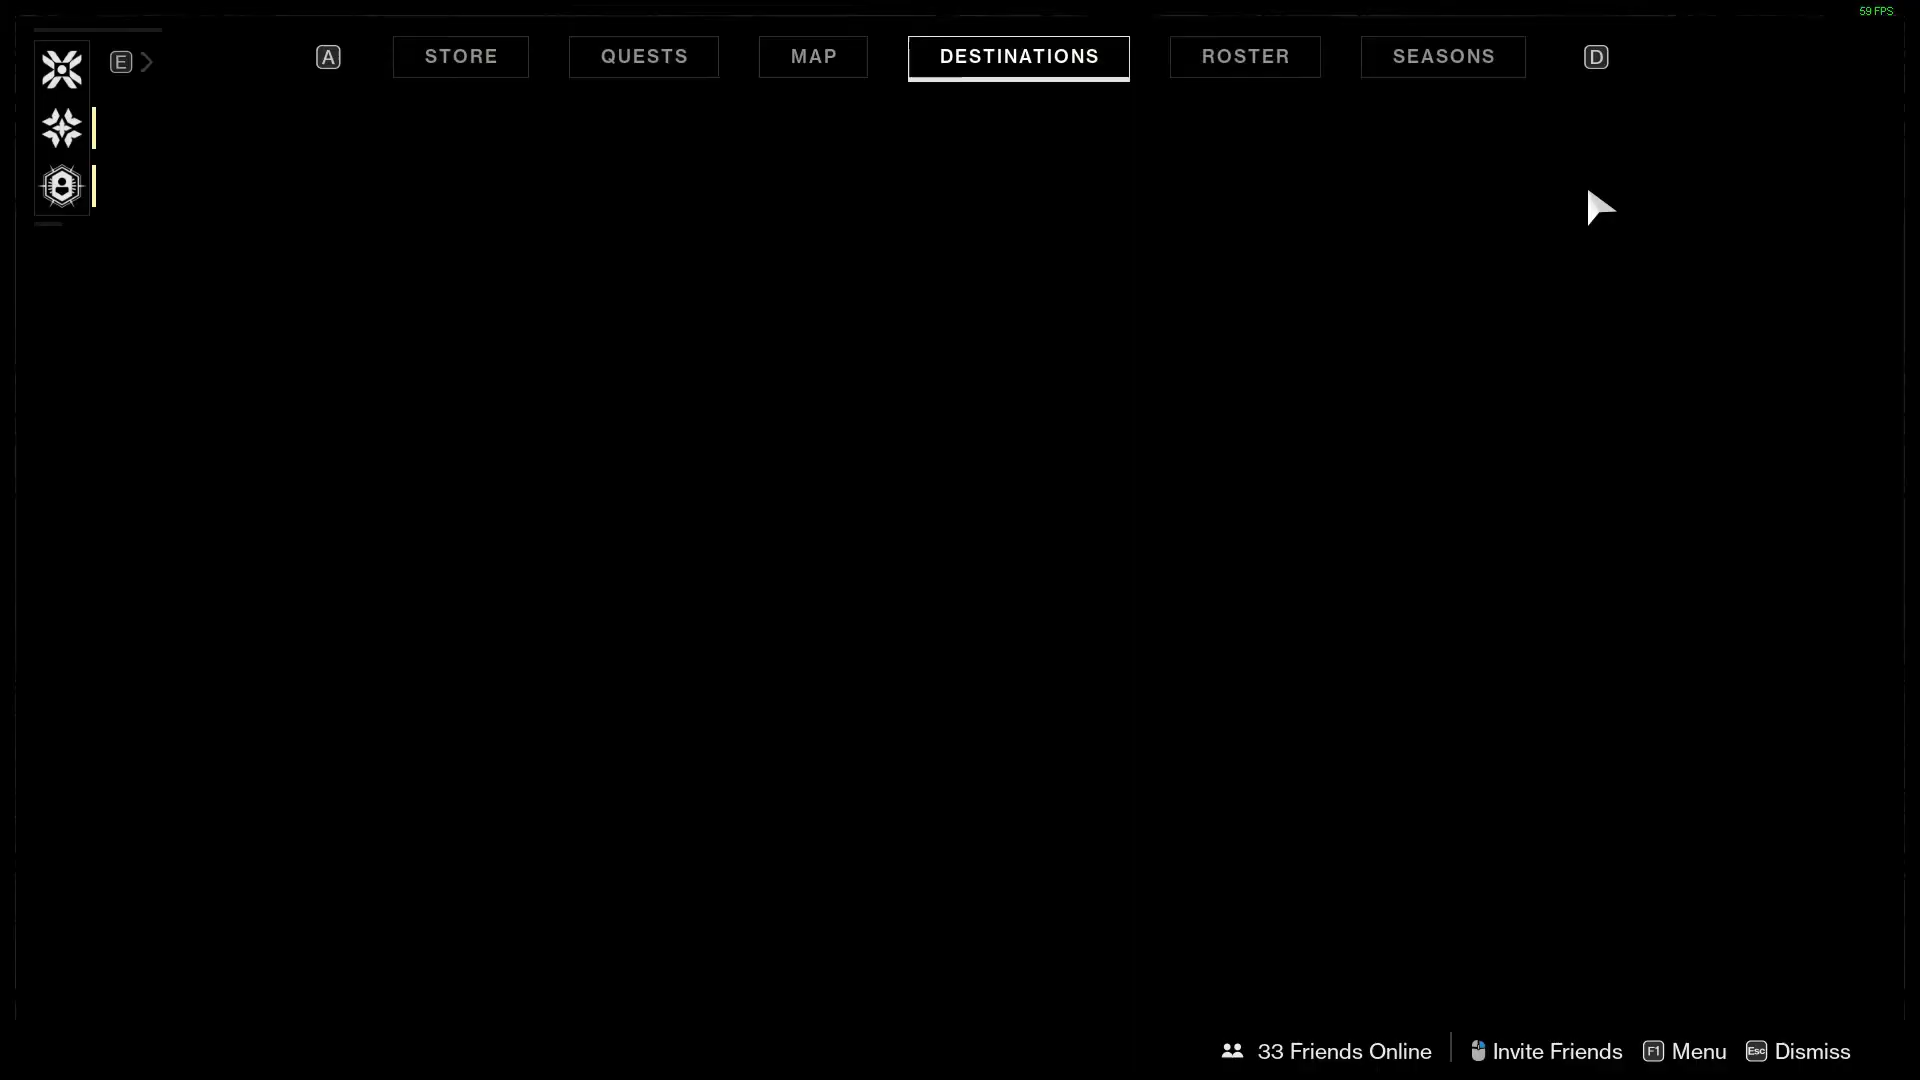 59 FPS
E
A
STORE
QUESTS
MAP
DESTINATIONS
ROSTER
SEASONS
D
33 Friends Online
Invite Friends
F1 Menu
Esc Dismiss